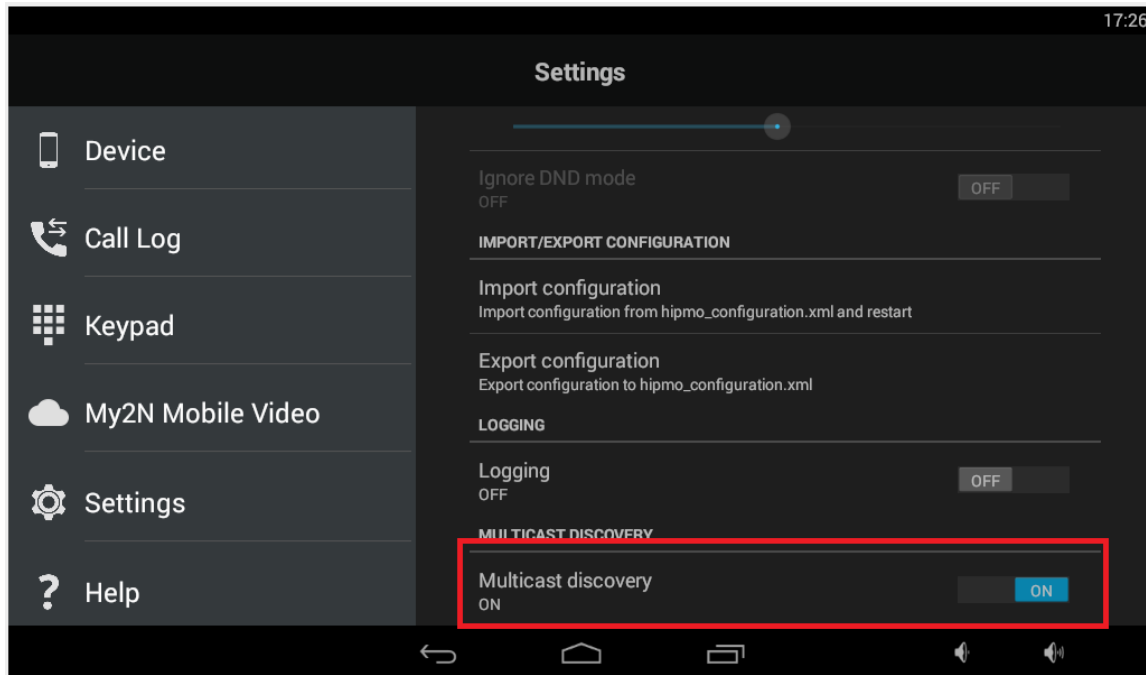 17:26
Settings
Device
Call Log
Keypad
My2N Mobile Video
Settings
Help
Ignore DND mode
OFF
OFF
IMPORT/EXPORT CONFIGURATION
Import configuration
Import configuration from hipmo_configuration.xml and restart
Export configuration
Export configuration to hipmo_configuration.xml
LOGGING
Logging
OFF
OFF
MULTICAST DISCOVERY
Multicast discovery
ON
ON